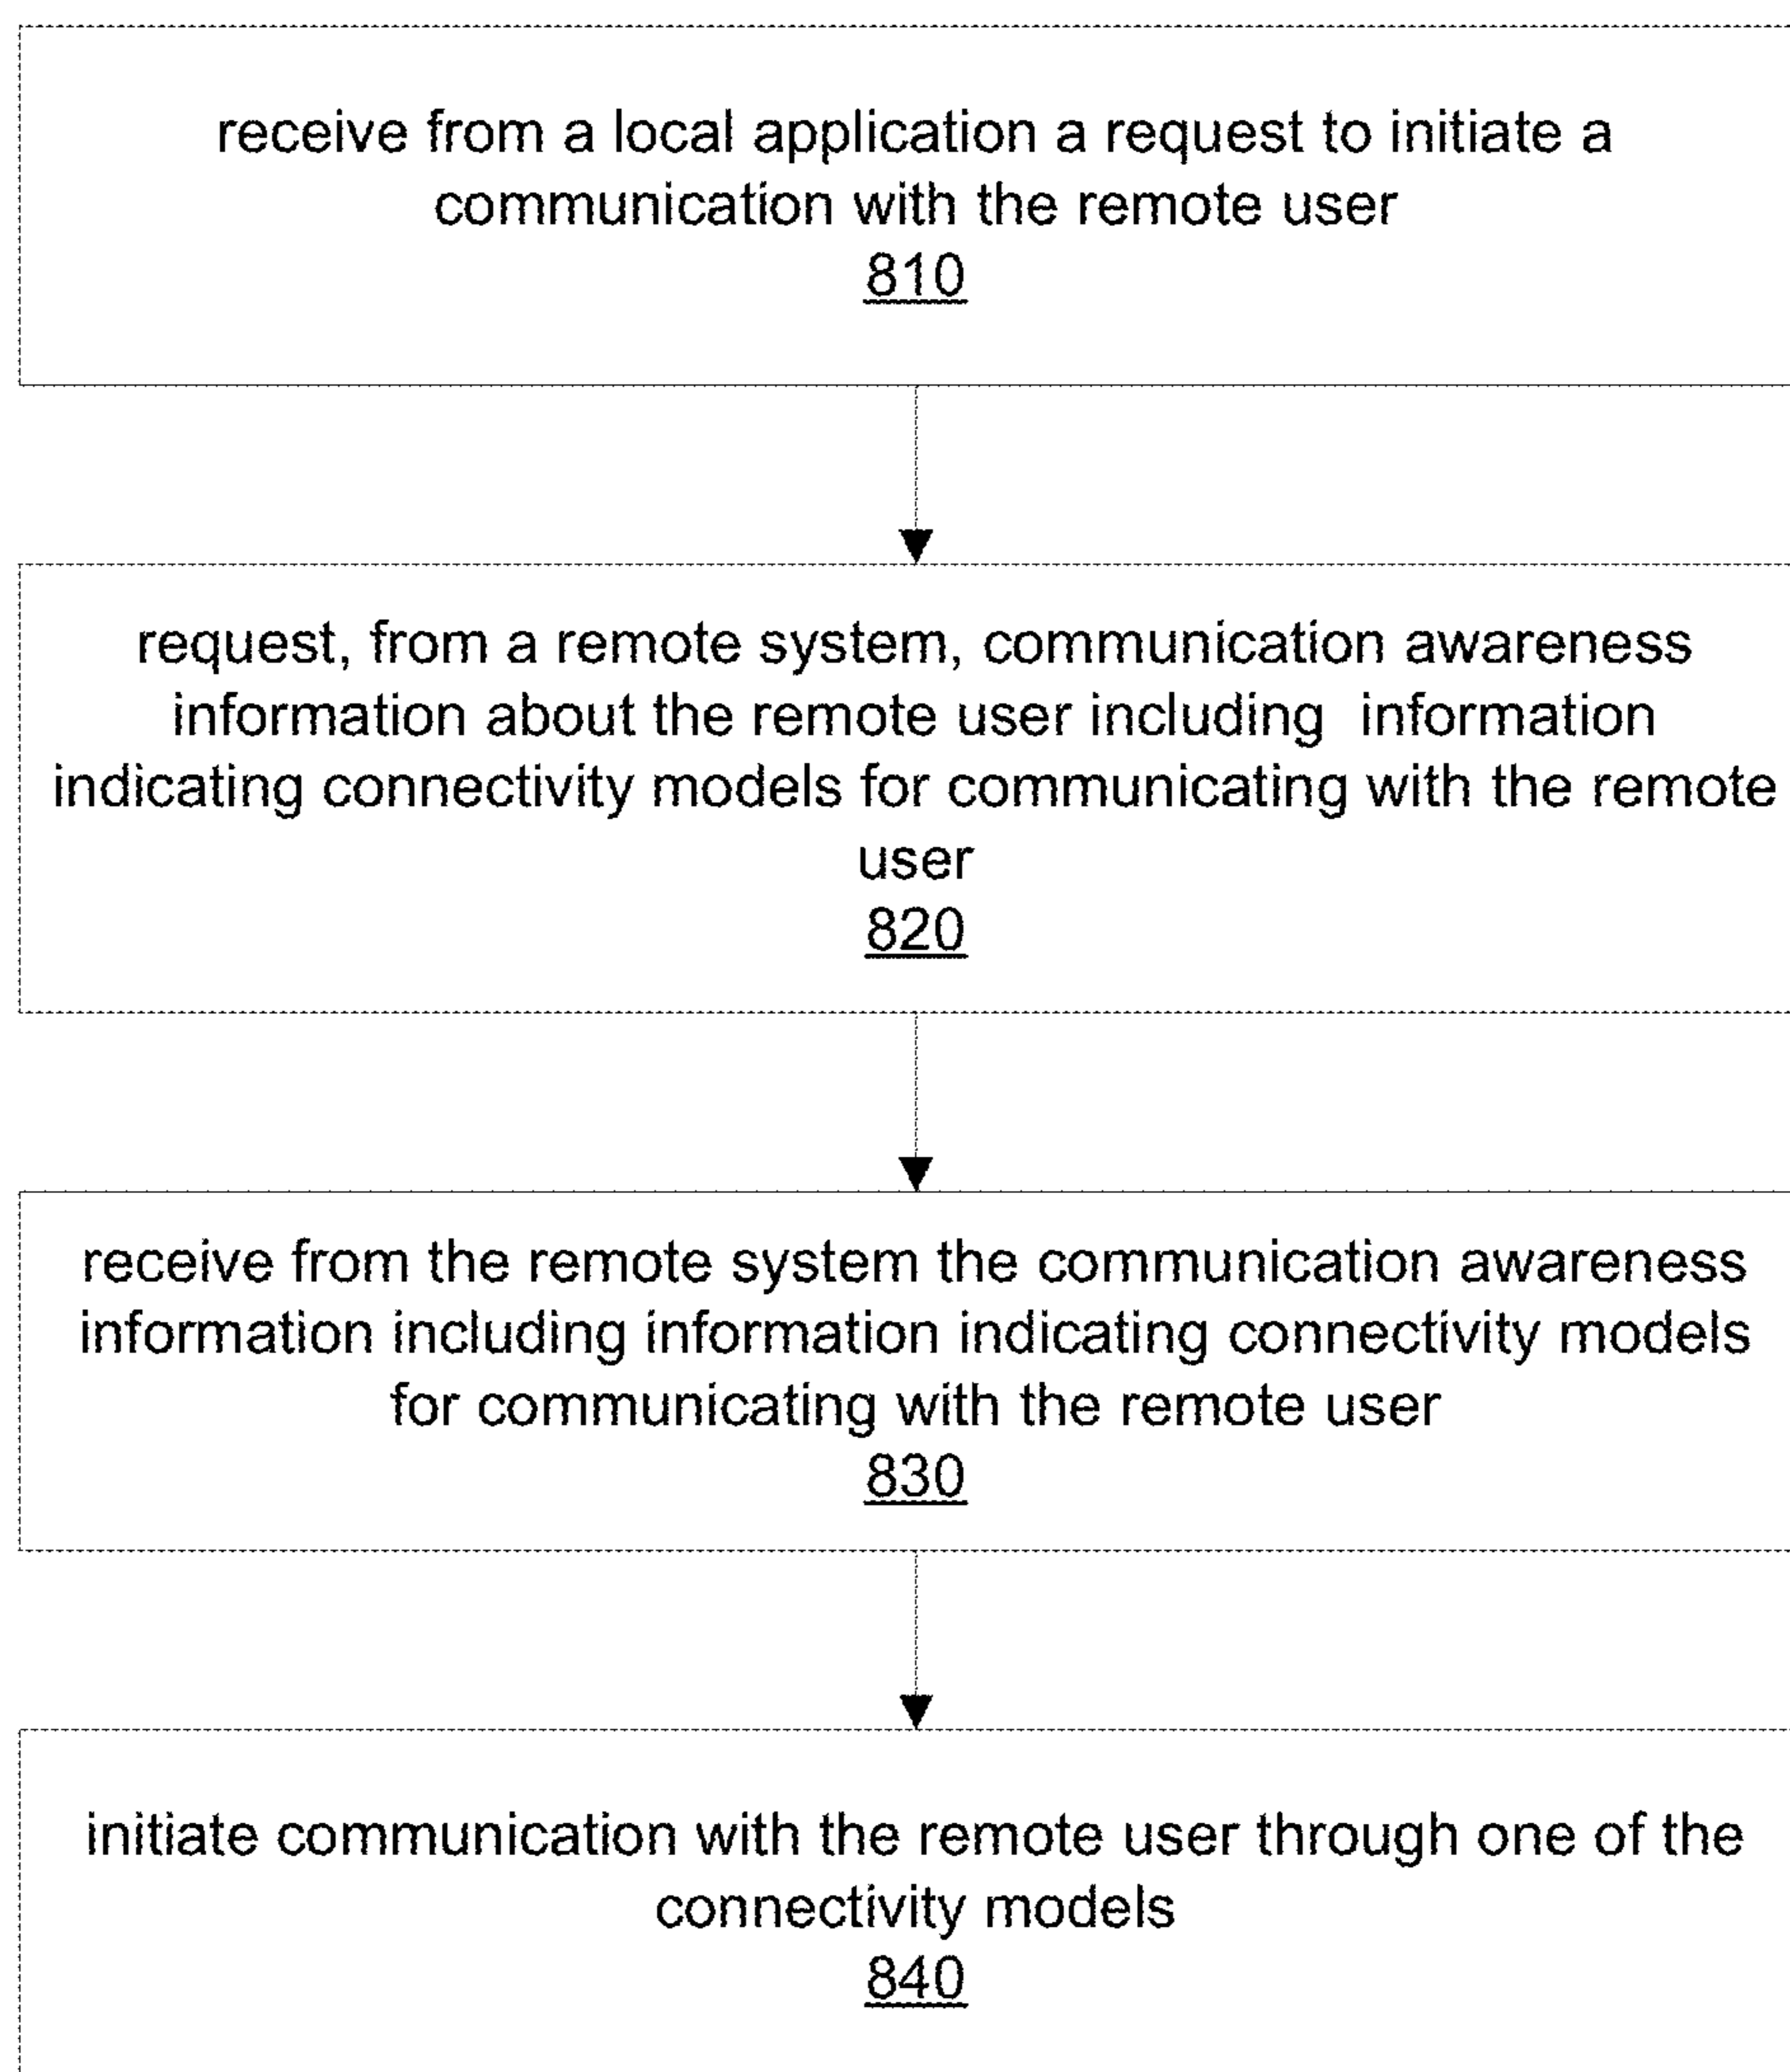 receive from a local application a request to initiate a
communication with the remote user
810
request, from a remote system, communication awareness
information about the remote user including  information
indicating connectivity models for communicating with the remote
user
820
receive from the remote system the communication awareness
information including information indicating connectivity models
for communicating with the remote user
830
initiate communication with the remote user through one of the
connectivity models
840